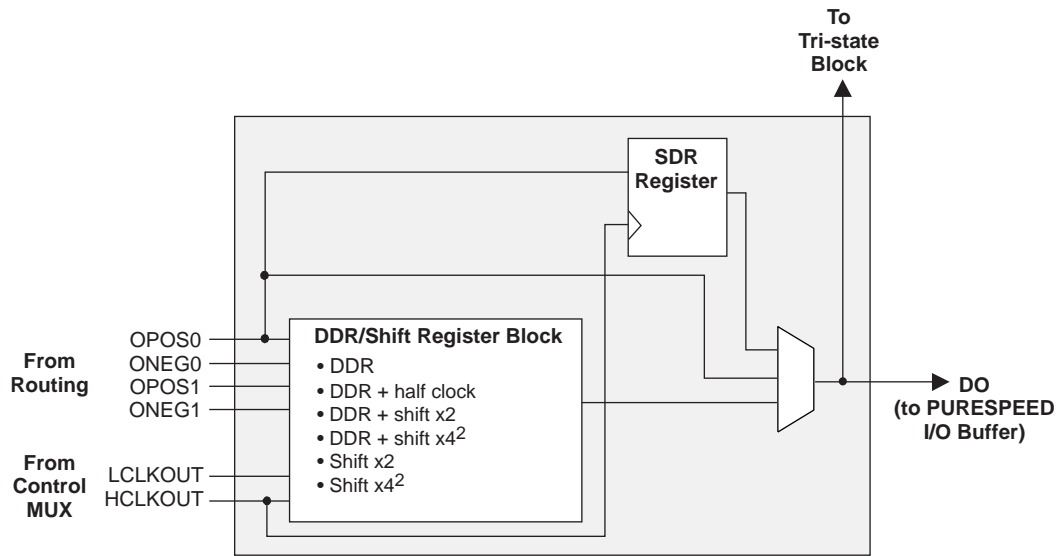 To
Tri-state
Block
SDR
Register
From
Routing
OPOS0
ONEG0
OPOS1
ONEG1
DDR/Shift Register Block
• DDR
• DDR + half clock
• DDR + shift x2
• DDR + shift x4²
• Shift x2
• Shift x4²
From
Control
MUX
LCLKOUT
HCLKOUT
DO
(to PURESPEED
I/O Buffer)